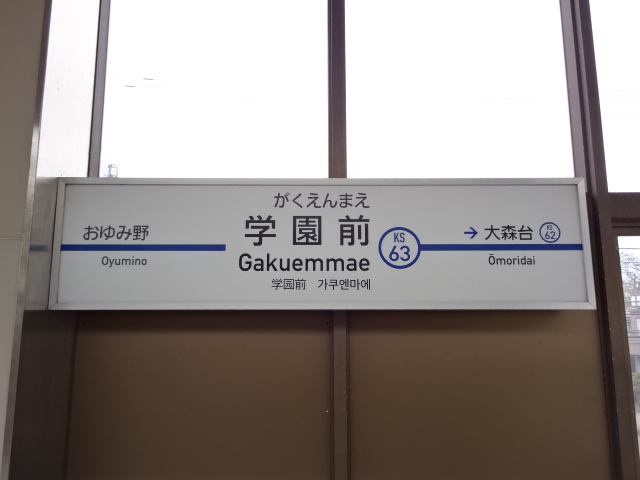 がくえんまえ
おゆみ野 学園前 KS 63 → 大森台 KS 62
Oyumino Gakuemmae Ōmoridai
学园前 가쿠엔마에